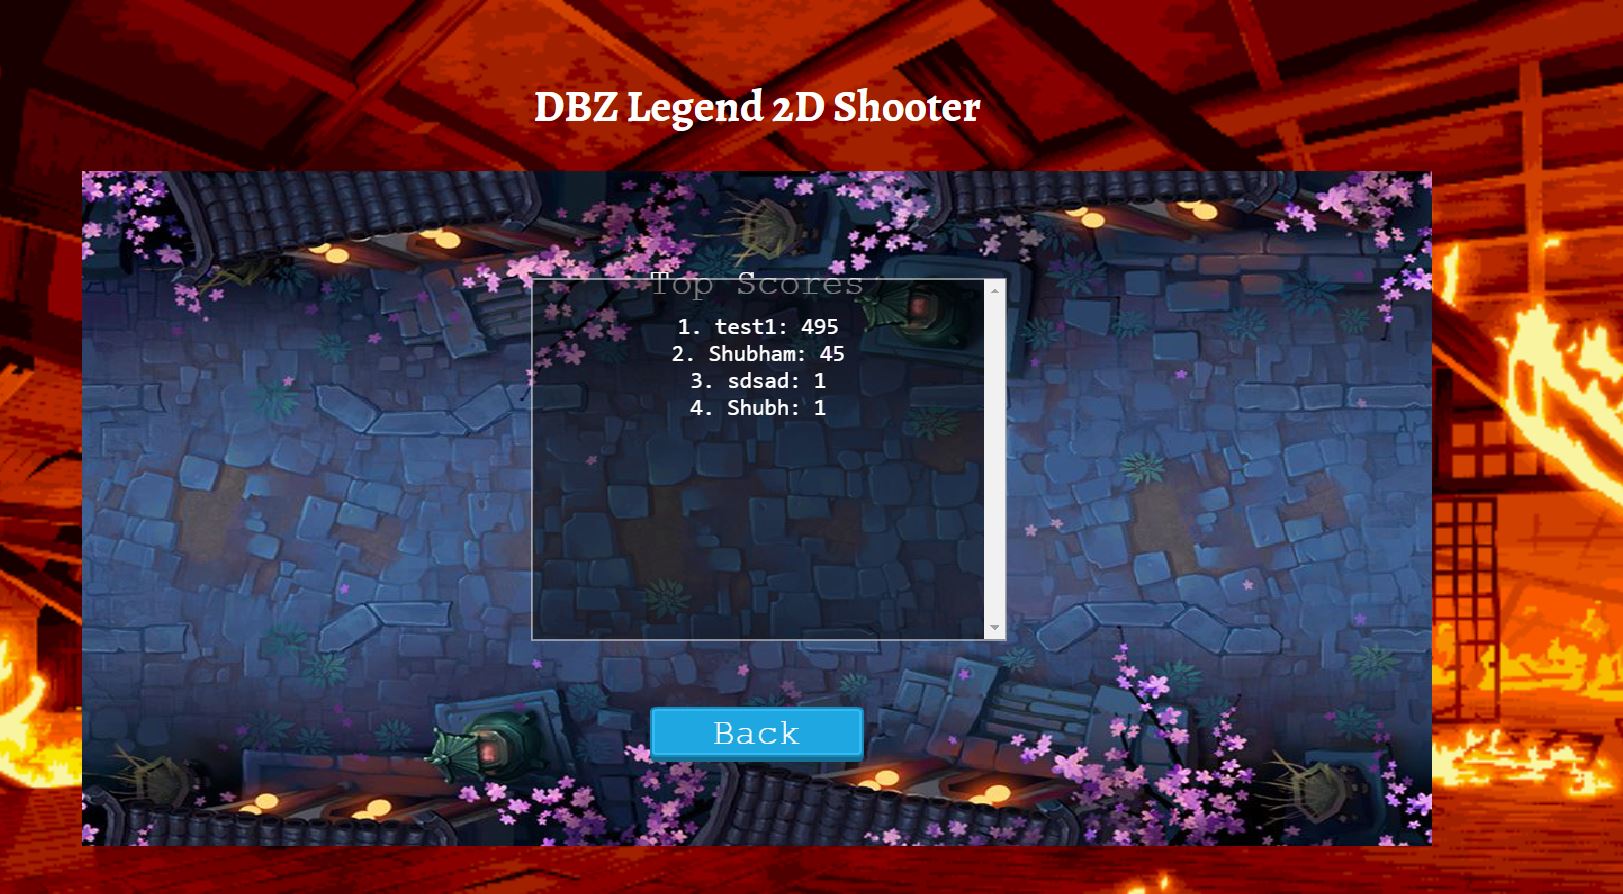 DBZ Legend 2D Shooter
Top Scores
1. test1: 495
2. Shubham: 45
3. sdsad: 1
4. Shubh: 1
Back